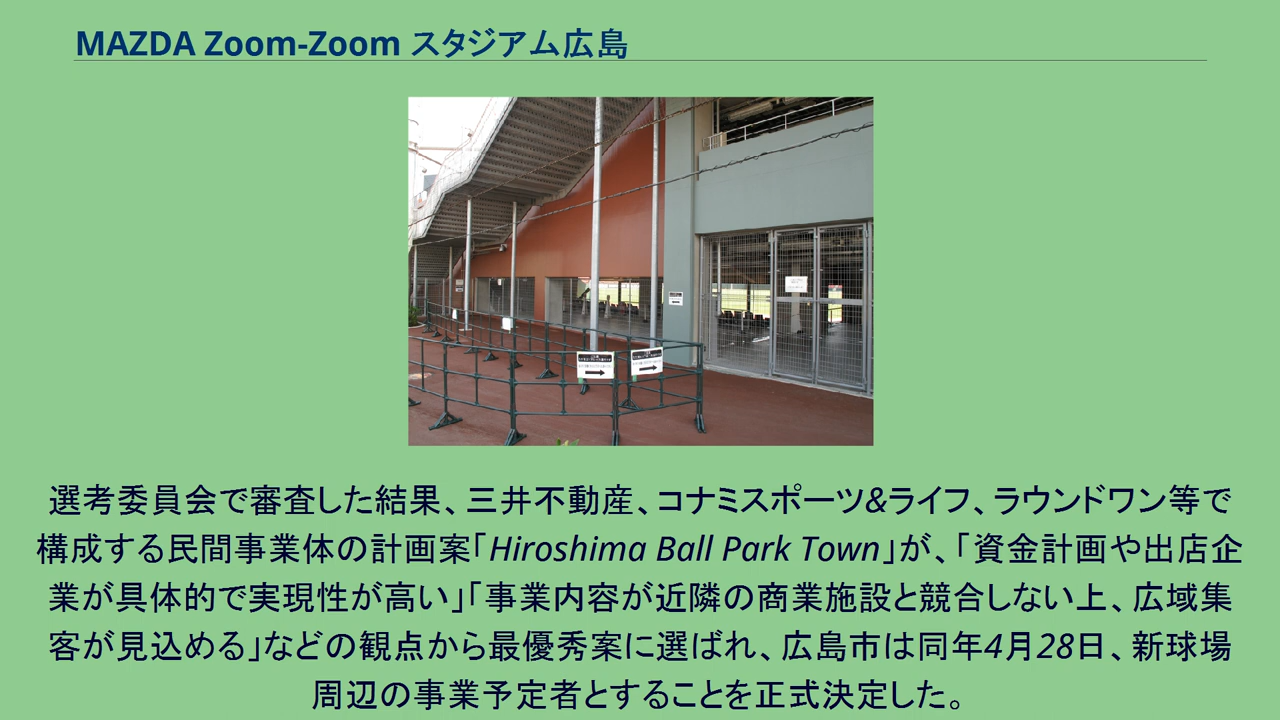 MAZDA Zoom-Zoom スタジアム広島
選考委員会で審査した結果、三井不動産、コナミスポーツ&ライフ、ラウンドワン等で
構成する民間事業体の計画案｢Hiroshima Ball Park Town｣が、｢資金計画や出店企
業が具体的で実現性が高い｣｢事業内容が近隣の商業施設と競合しない上、広域集
客が見込める｣などの観点から最優秀案に選ばれ、広島市は同年4月28日、新球場
周辺の事業予定者とすることを正式決定した。